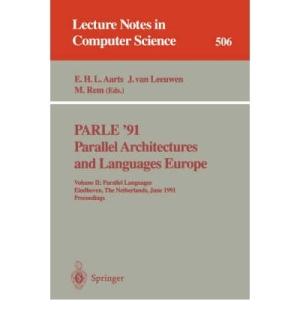 Lecture Notes in
Computer Science 506
E. H. L. Aarts J. van Leeuwen
M. Rem (Eds.)
PARLE '91
Parallel Architectures
and Languages Europe
Volume II: Parallel Languages
Eindhoven, The Netherlands, June 1991
Proceedings
Springer